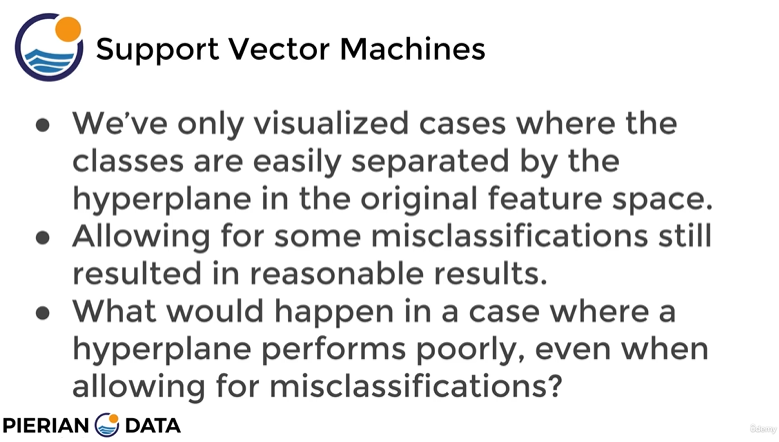 Support Vector Machines
● We’ve only visualized cases where the
classes are easily separated by the
hyperplane in the original feature space.
● Allowing for some misclassifications still
resulted in reasonable results.
● What would happen in a case where a
hyperplane performs poorly, even when
allowing for misclassifications?
PIERIAN DATA
Udemy